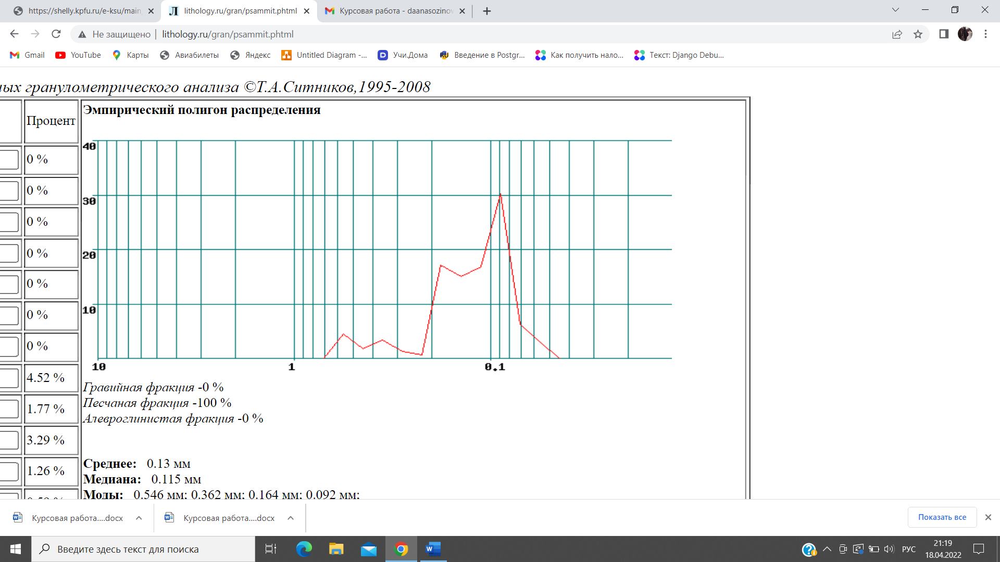 https://shelly.kpfu.ru/e-ksu/main
lithology.ru/gran/psammit.phtml
Курсовая работа - daanasozinov
Не защищено
lithology.ru/gran/psammit.phtml
Gmail
YouTube
Карты
Авиабилеты
Яндекс
Untitled Diagram -...
Учи.Дома
Введение в Postgr...
Как получить нало...
Текст: Django Debu...
ных гранулометрического анализа ©Т.А.Ситников,1995-2008
Процент
0 %
0 %
0 %
0 %
0 %
0 %
0 %
4.52 %
1.77 %
3.29 %
1.26 %
Эмпирический полигон распределения
40
30
20
10
10
1
0.1
Гравийная фракция -0 %
Песчаная фракция -100 %
Алевроглинистая фракция -0 %
Среднее: 0.13 мм
Медиана: 0.115 мм
Моды: 0.546 мм; 0.362 мм; 0.164 мм; 0.092 мм;
Курсовая работа....docx
Курсовая работа....docx
Показать все
Введите здесь текст для поиска
РУС
21:19
18.04.2022